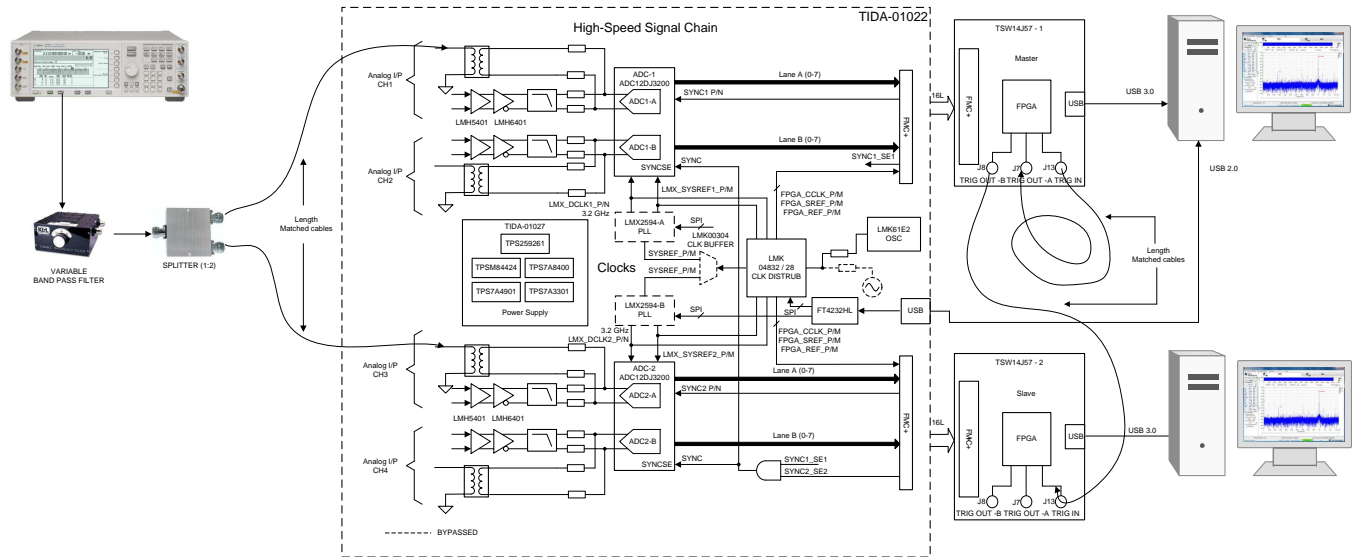 TIDA-01022
High-Speed Signal Chain
Analog I/P
CH1
LMH5401
LMH6401
ADC-1
ADC12DJ3200
ADC1-A
ADC1-B
SYNCSE
Lane A (0-7)
SYNC1 P/N
Lane B (0-7)
SYNC
SYNC1_SE1
FMC+
16L
Analog I/P
CH2
Length
Matched cables
KDI
VARIABLE
BAND PASS FILTER
SPLITTER (1:2)
LMX_SYSREF1_P/M
LMX_DCLK1_P/N
3.2 GHz
FPGA_CCLK_P/M
FPGA_SREF_P/M
FPGA_REF_P/M
TIDA-01027
TPS259261
TPSM84424
TPS7A8400
TPS7A4901
TPS7A3301
Power Supply
Clocks
LMX2594-A
PLL
SPI
LMK00304
CLK BUFFER
SYSREF_P/M
SYSREF_P/M
LMX2594-B
PLL
SPI
LMK
04832 / 28
CLK DISTRUB
LMK61E2
OSC
SPI
FT4232HL
USB
3.2 GHz
LMX_DCLK2_P/N
LMX_SYSREF2_P/M
FPGA_CCLK_P/M
FPGA_SREF_P/M
FPGA_REF_P/M
Analog I/P
CH3
LMH5401
LMH6401
ADC-2
ADC12DJ3200
ADC2-A
ADC2-B
SYNCSE
Lane A (0-7)
SYNC2 P/N
Lane B (0-7)
SYNC
SYNC1_SE1
SYNC2_SE2
FMC+
16L
Analog I/P
CH4
BYPASSED
TSW14J57 - 1
Master
FMC+
FPGA
USB
USB 3.0
J8
J7
J13
TRIG OUT -B
TRIG OUT -A
TRIG IN
USB 2.0
Length
Matched cables
TSW14J57 - 2
Slave
FMC+
FPGA
USB
USB 3.0
J8
J7
J13
TRIG OUT -B
TRIG OUT -A
TRIG IN